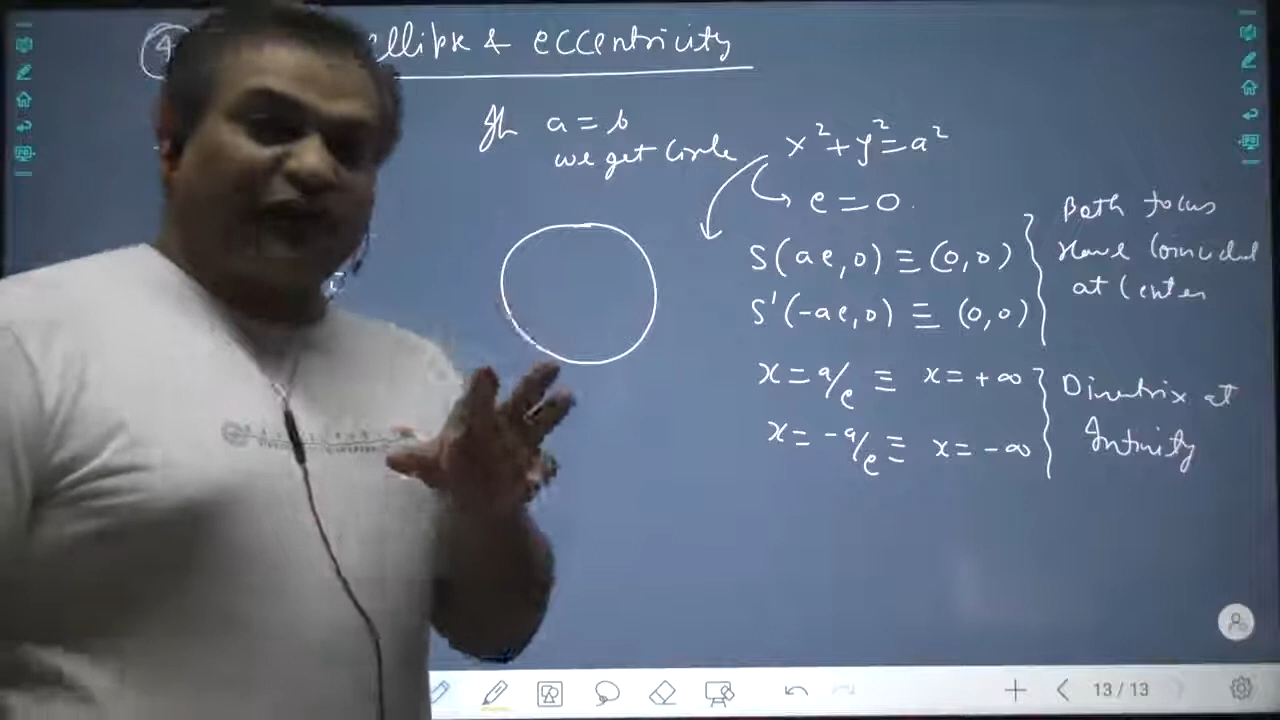 4 ellipse & eccentricity
If a = b
we get Circle x² + y² = a²
e = 0.
S(ae, 0) ≡ (0, 0)
S'(-ae, 0) ≡ (0, 0)
Both focus
Have Coincided
at Center
x = a/e ≡ x = +∞
x = -a/e ≡ x = -∞
Directrix at
Infinity
13 / 13